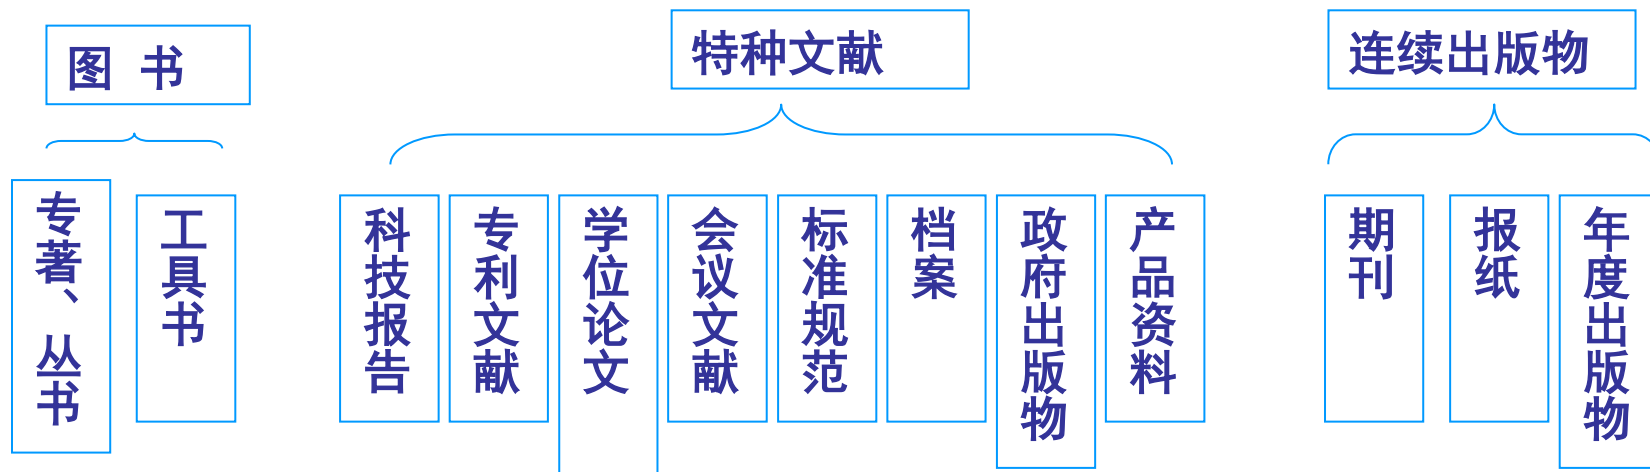 图 书
特种文献
连续出版物
专著、丛书
工具书
科技报告
专利文献
学位论文
会议文献
标准规范
档案
政府出版物
产品资料
期刊
报纸
年度出版物